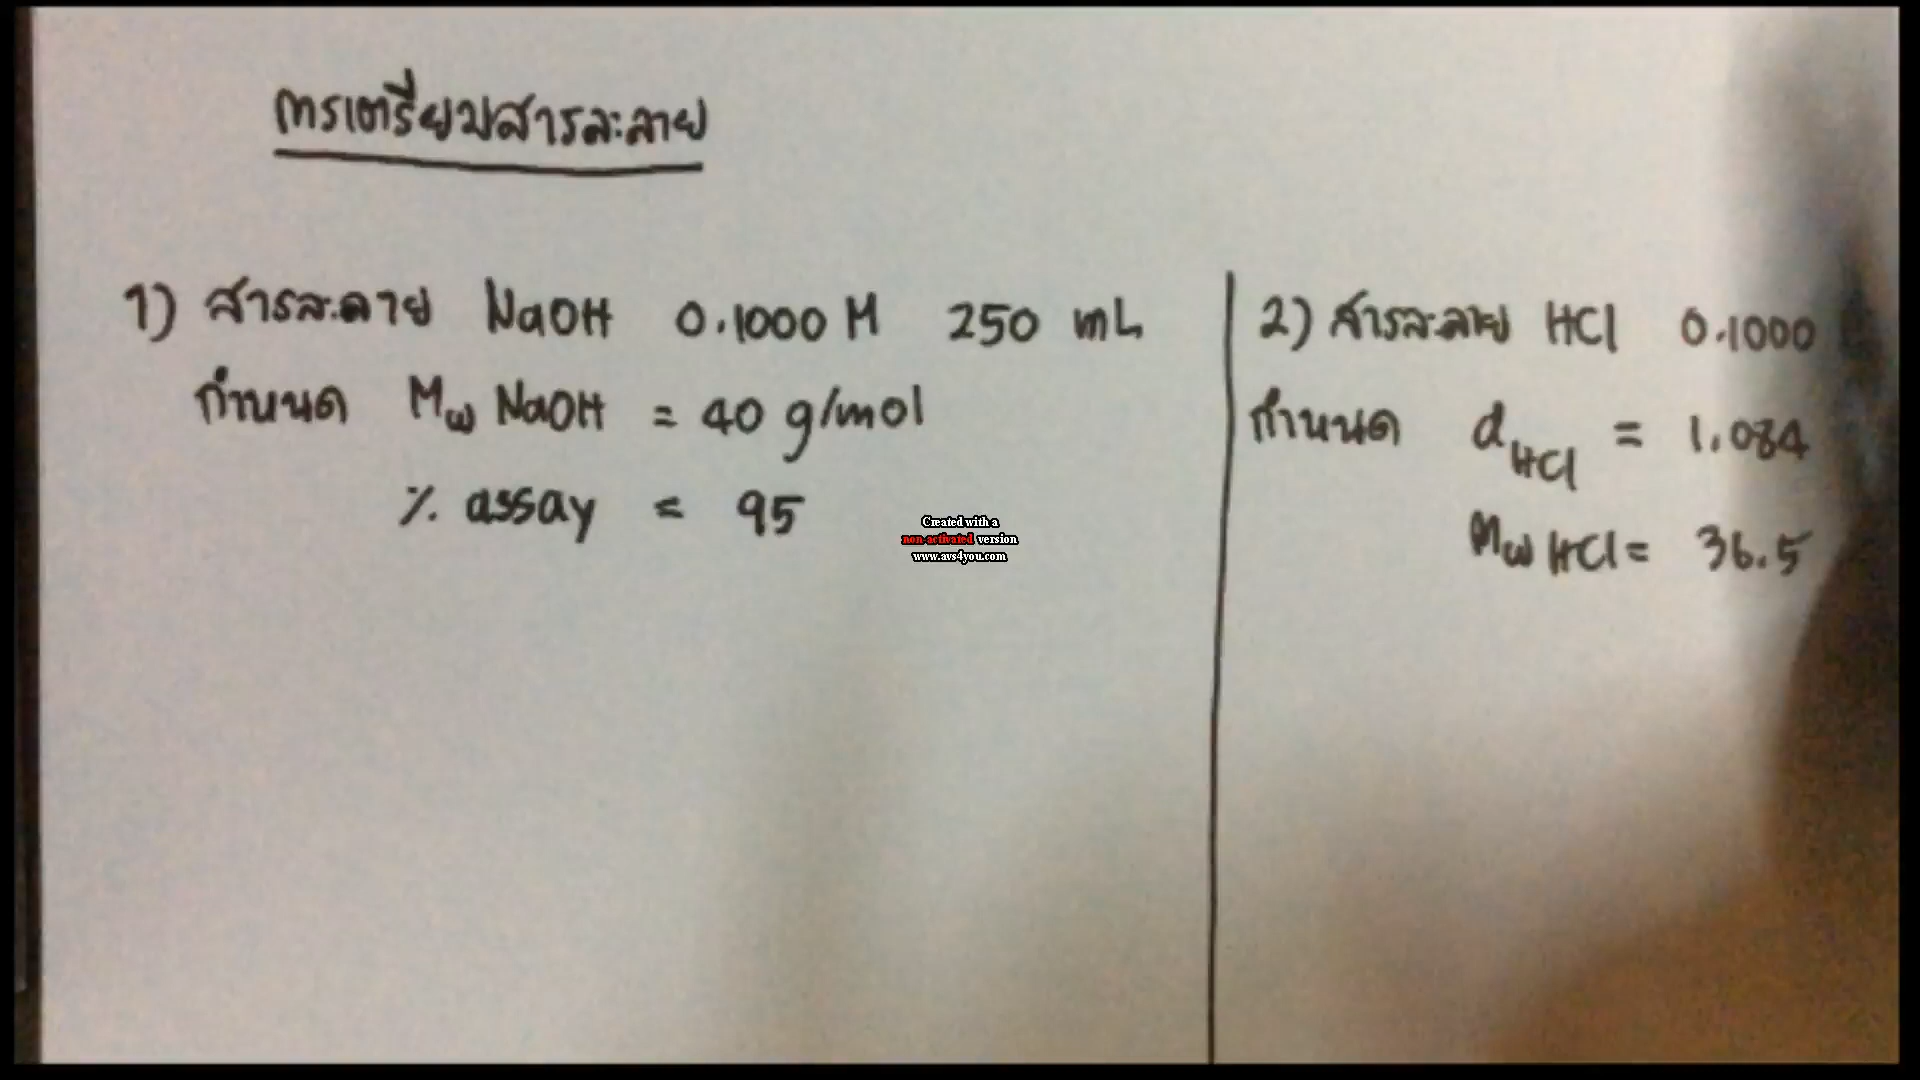 การเตรียมสารละลาย
1) สารละลาย NaOH 0.1000 M 250 mL
กำหนด Mw NaOH = 40 g/mol
% assay = 95
2) สารละลาย HCl 0.1000
กำหนด d HCl = 1.084
Mw HCl = 36.5
Created with a
non-activated version
www.avs4you.com